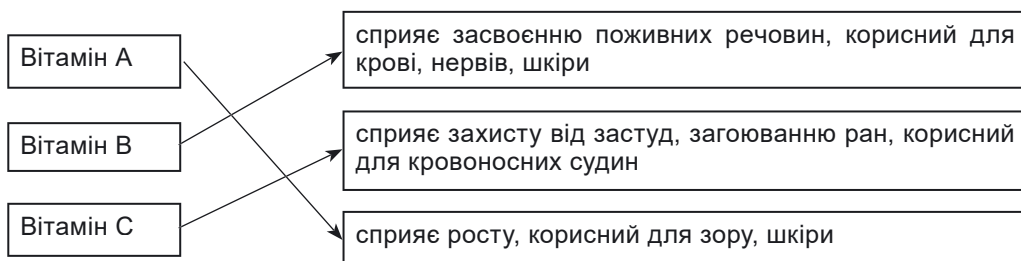 Вітамін А
Вітамін В
Вітамін С
сприяє засвоєнню поживних речовин, корисний для
крові, нервів, шкіри
сприяє захисту від застуд, загоюванню ран, корисний
для кровоносних судин
сприяє росту, корисний для зору, шкіри